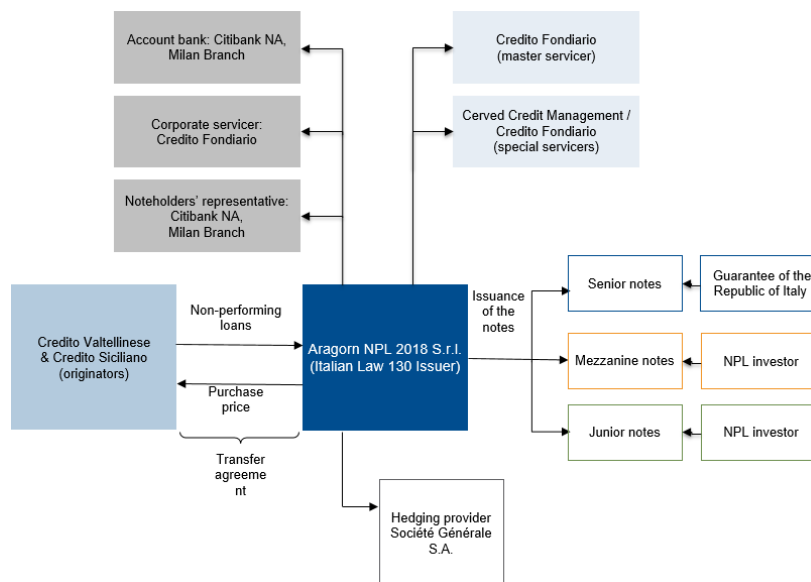 Account bank: Citibank NA,
Milan Branch
Credito Fondiario
(master servicer)
Corporate servicer:
Credito Fondiario
Cerved Credit Management /
Credito Fondiario
(special servicers)
Noteholders' representative:
Citibank NA,
Milan Branch
Credito Valtellinese
& Credito Siciliano
(originators)
Non-performing
loans
Purchase
price
Transfer
agreeme
nt
Aragorn NPL 2018 S.r.l.
(Italian Law 130 Issuer)
Issuance
of the
notes
Senior notes
Guarantee of the
Republic of Italy
Mezzanine notes
NPL investor
Junior notes
NPL investor
Hedging provider
Société Générale
S.A.